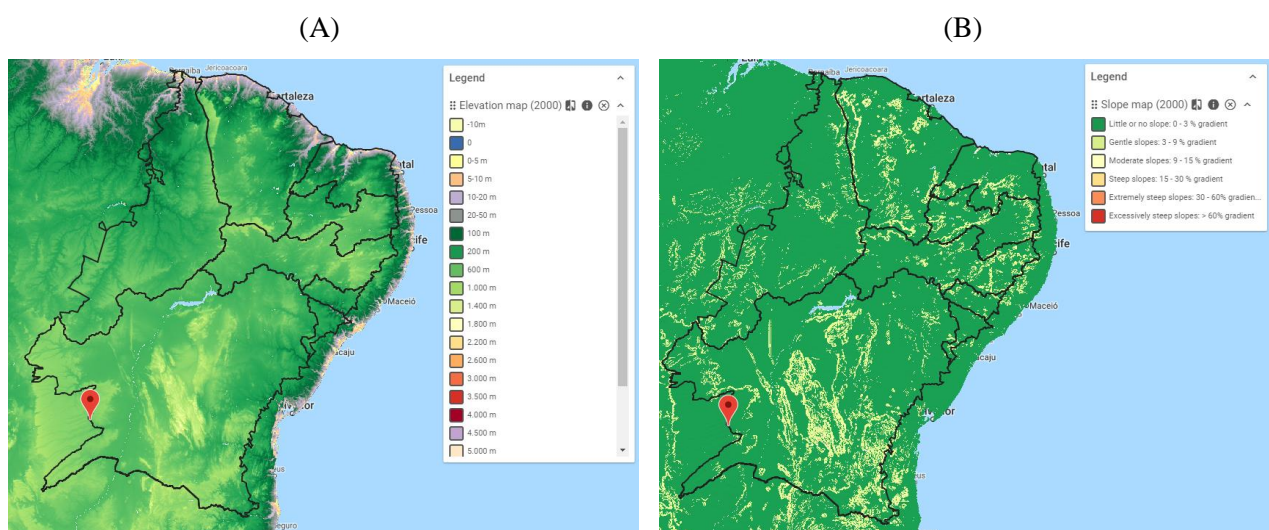 (A)
(B)
Jericoacoara
ortaleza
Pessoa
Maceió
Legend
Elevation map (2000)
-10m
0
0-5 m
5-10 m
10-20 m
20-50 m
100 m
200 m
600 m
1.000 m
1.400 m
1.800 m
2.200 m
2.600 m
3.000 m
3.500 m
4.000 m
4.500 m
5.000 m
Jericoacoara
ortaleza
Pessoa
Maceió
Legend
Slope map (2000)
Little or no slope: 0 - 3 % gradient
Gentle slopes: 3 - 9 % gradient
Moderate slopes: 9 - 15 % gradient
Steep slopes: 15 - 30 % gradient
Extremely steep slopes: 30 - 60% gradien...
Excessively steep slopes: > 60% gradient